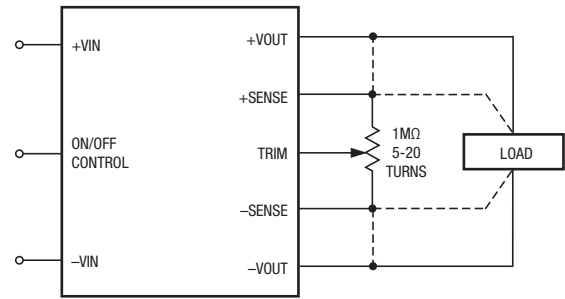 +VIN
ON/OFF
CONTROL
–VIN
+VOUT
+SENSE
TRIM
–SENSE
–VOUT
1MΩ
5-20
TURNS
LOAD